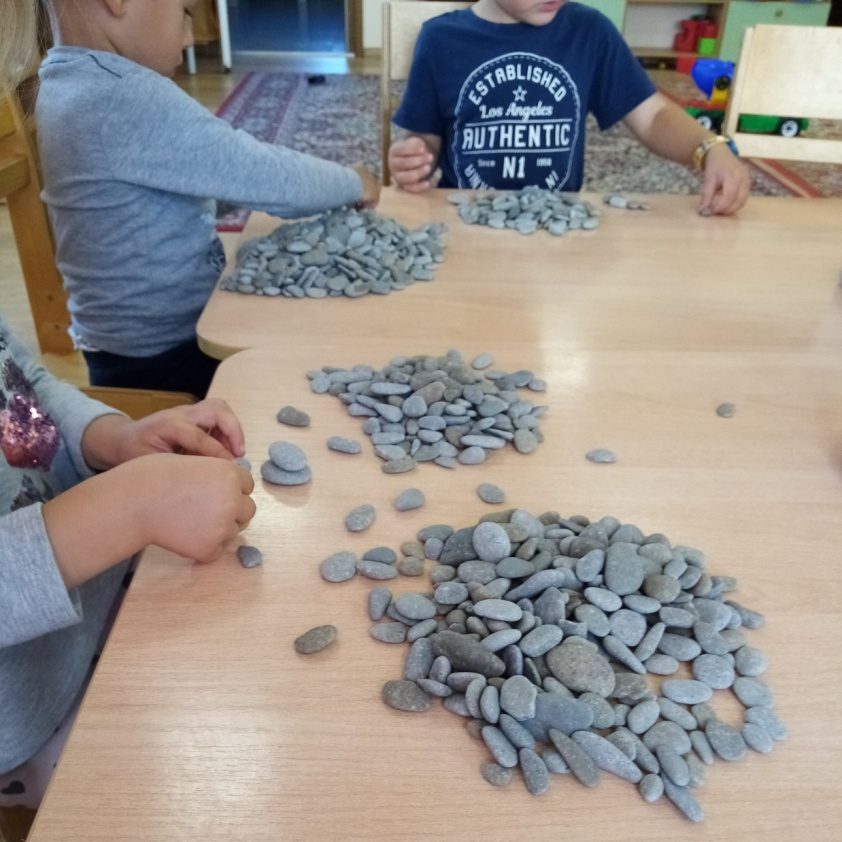 ESTABLISHED
Los Angeles
AUTHENTIC
Since 1958
N1